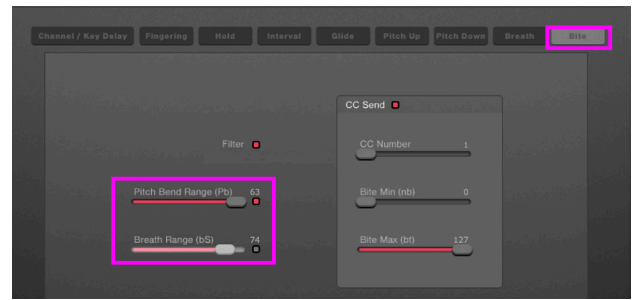 Channel / Key Delay Fingering Hold Interval Glide Pitch Up Pitch Down Breath Bite
CC Send
Filter
CC Number 1
Pitch Bend Range (Pb) 63
Bite Min (nb) 0
Breath Range (bS) 74
Bite Max (bt) 127